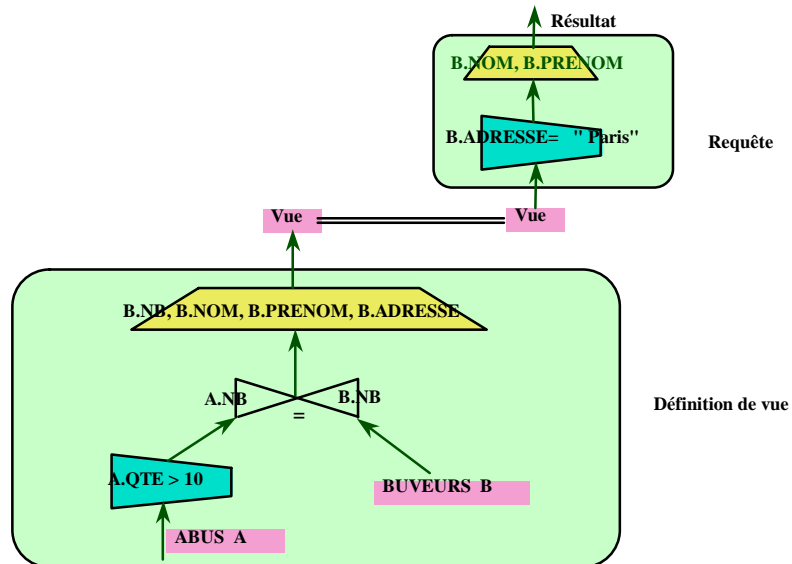 Résultat
B.NOM, B.PRENOM
B.ADRESSE= " Paris"
Requête
Vue
Vue
B.NB, B.NOM, B.PRENOM, B.ADRESSE
A.NB
B.NB
=
Définition de vue
A.QTE > 10
BUVEURS B
ABUS A